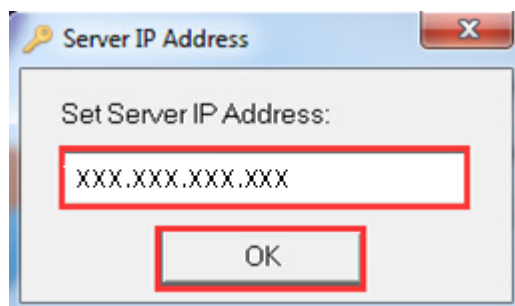 Server IP Address
Set Server IP Address:
XXX.XXX.XXX.XXX
OK